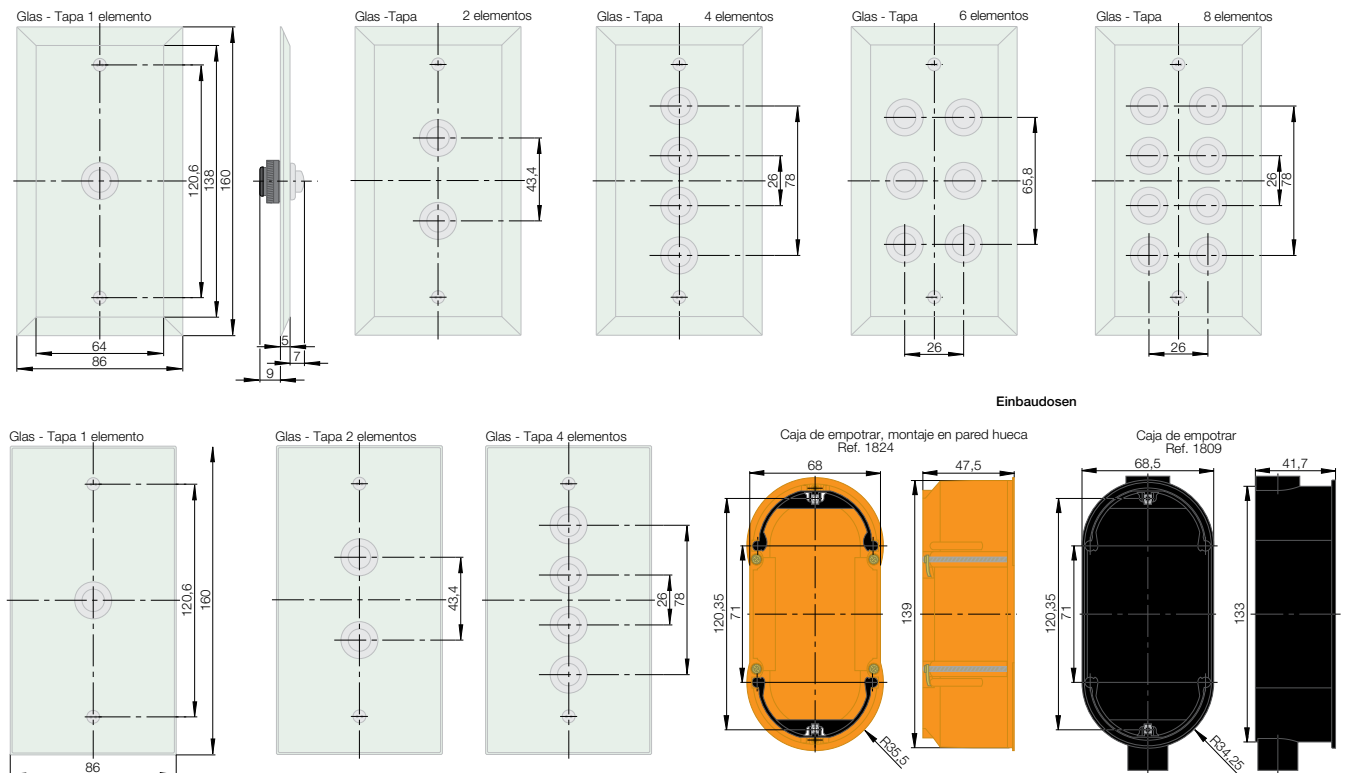 Glas - Tapa 1 elemento
Glas -Tapa 2 elementos
Glas - Tapa 4 elementos
Glas - Tapa 6 elementos
Glas - Tapa 8 elementos
120,6
138
160
64
86
5
7
9
43,4
26
78
65,8
26
26
78
26
Einbaudosen
Glas - Tapa 1 elemento
Glas - Tapa 2 elementos
Glas - Tapa 4 elementos
Caja de empotrar, montaje en pared hueca
Ref. 1824
Caja de empotrar
Ref. 1809
120,6
160
86
43,4
26
78
68
47,5
120,35
71
139
R35,5
68,5
41,7
120,35
71
133
R34,25